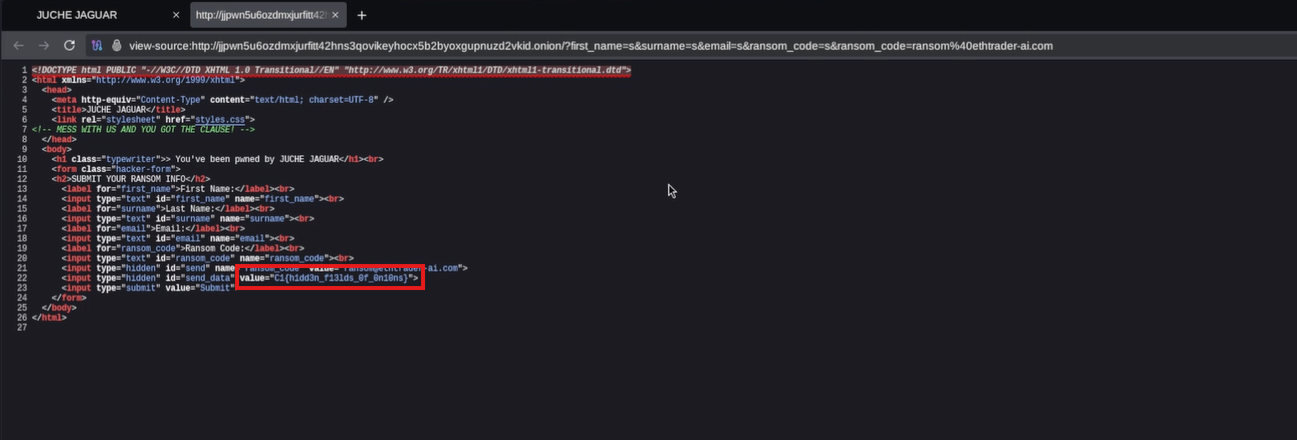 JUCHE JAGUAR
http://jjpwn5u6ozdmxjurfitt42h
view-source:http://jjpwn5u6ozdmxjurfitt42hns3qovikeyhocx5b2byoxgupnuzd2vkid.onion/?first_name=s&surname=s&email=s&ransom_code=s&ransom_code=ransom%40ethtrader-ai.com
1 <!DOCTYPE html PUBLIC "-//W3C//DTD XHTML 1.0 Transitional//EN" "http://www.w3.org/TR/xhtml1/DTD/xhtml1-transitional.dtd">
2 <html xmlns="http://www.w3.org/1999/xhtml">
3 <head>
4 <meta http-equiv="Content-Type" content="text/html; charset=UTF-8" />
5 <title>JUCHE JAGUAR</title>
6 <link rel="stylesheet" href="styles.css">
7 <!-- MESS WITH US AND YOU GOT THE CLAUSE! -->
8 </head>
9 <body>
10 <h1 class="typewriter">> You've been pwned by JUCHE JAGUAR</h1><br>
11 <form class="hacker-form">
12 <h2>SUBMIT YOUR RANSOM INFO</h2>
13 <label for="first_name">First Name:</label><br>
14 <input type="text" id="first_name" name="first_name"><br>
15 <label for="surname">Last Name:</label><br>
16 <input type="text" id="surname" name="surname"><br>
17 <label for="email">Email:</label><br>
18 <input type="text" id="email" name="email"><br>
19 <label for="ransom_code">Ransom Code:</label><br>
20 <input type="text" id="ransom_code" name="ransom_code"><br>
21 <input type="hidden" id="send" name="ransom_code" value="ransom@ethtrader-ai.com">
22 <input type="hidden" id="send_data" value="C1{h1dd3n_f13lds_0f_0n10ns}">
23 <input type="submit" value="Submit"
24 </form>
25 </body>
26 </html>
27